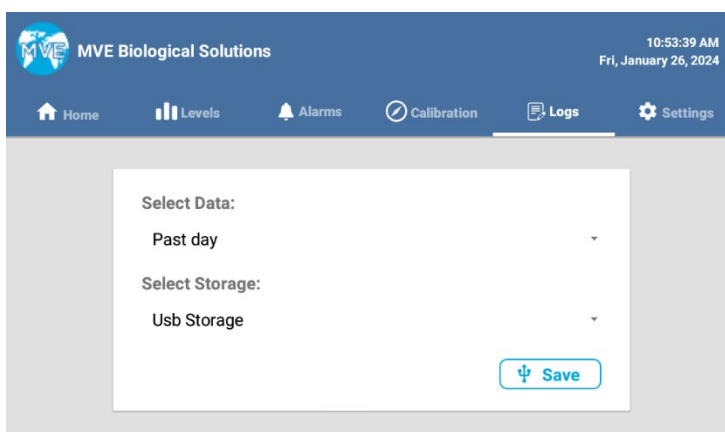 MVE
MVE Biological Solutions
10:53:39 AM
Fri, January 26, 2024
Home Levels Alarms Calibration Logs Settings
Select Data:
Past day
Select Storage:
Usb Storage
Save